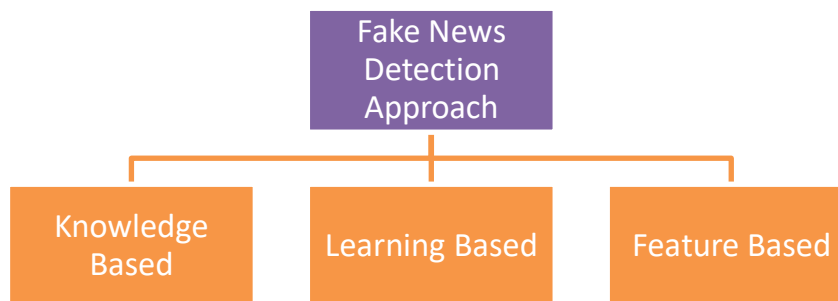 Fake News
Detection
Approach
Knowledge
Based
Learning Based
Feature Based